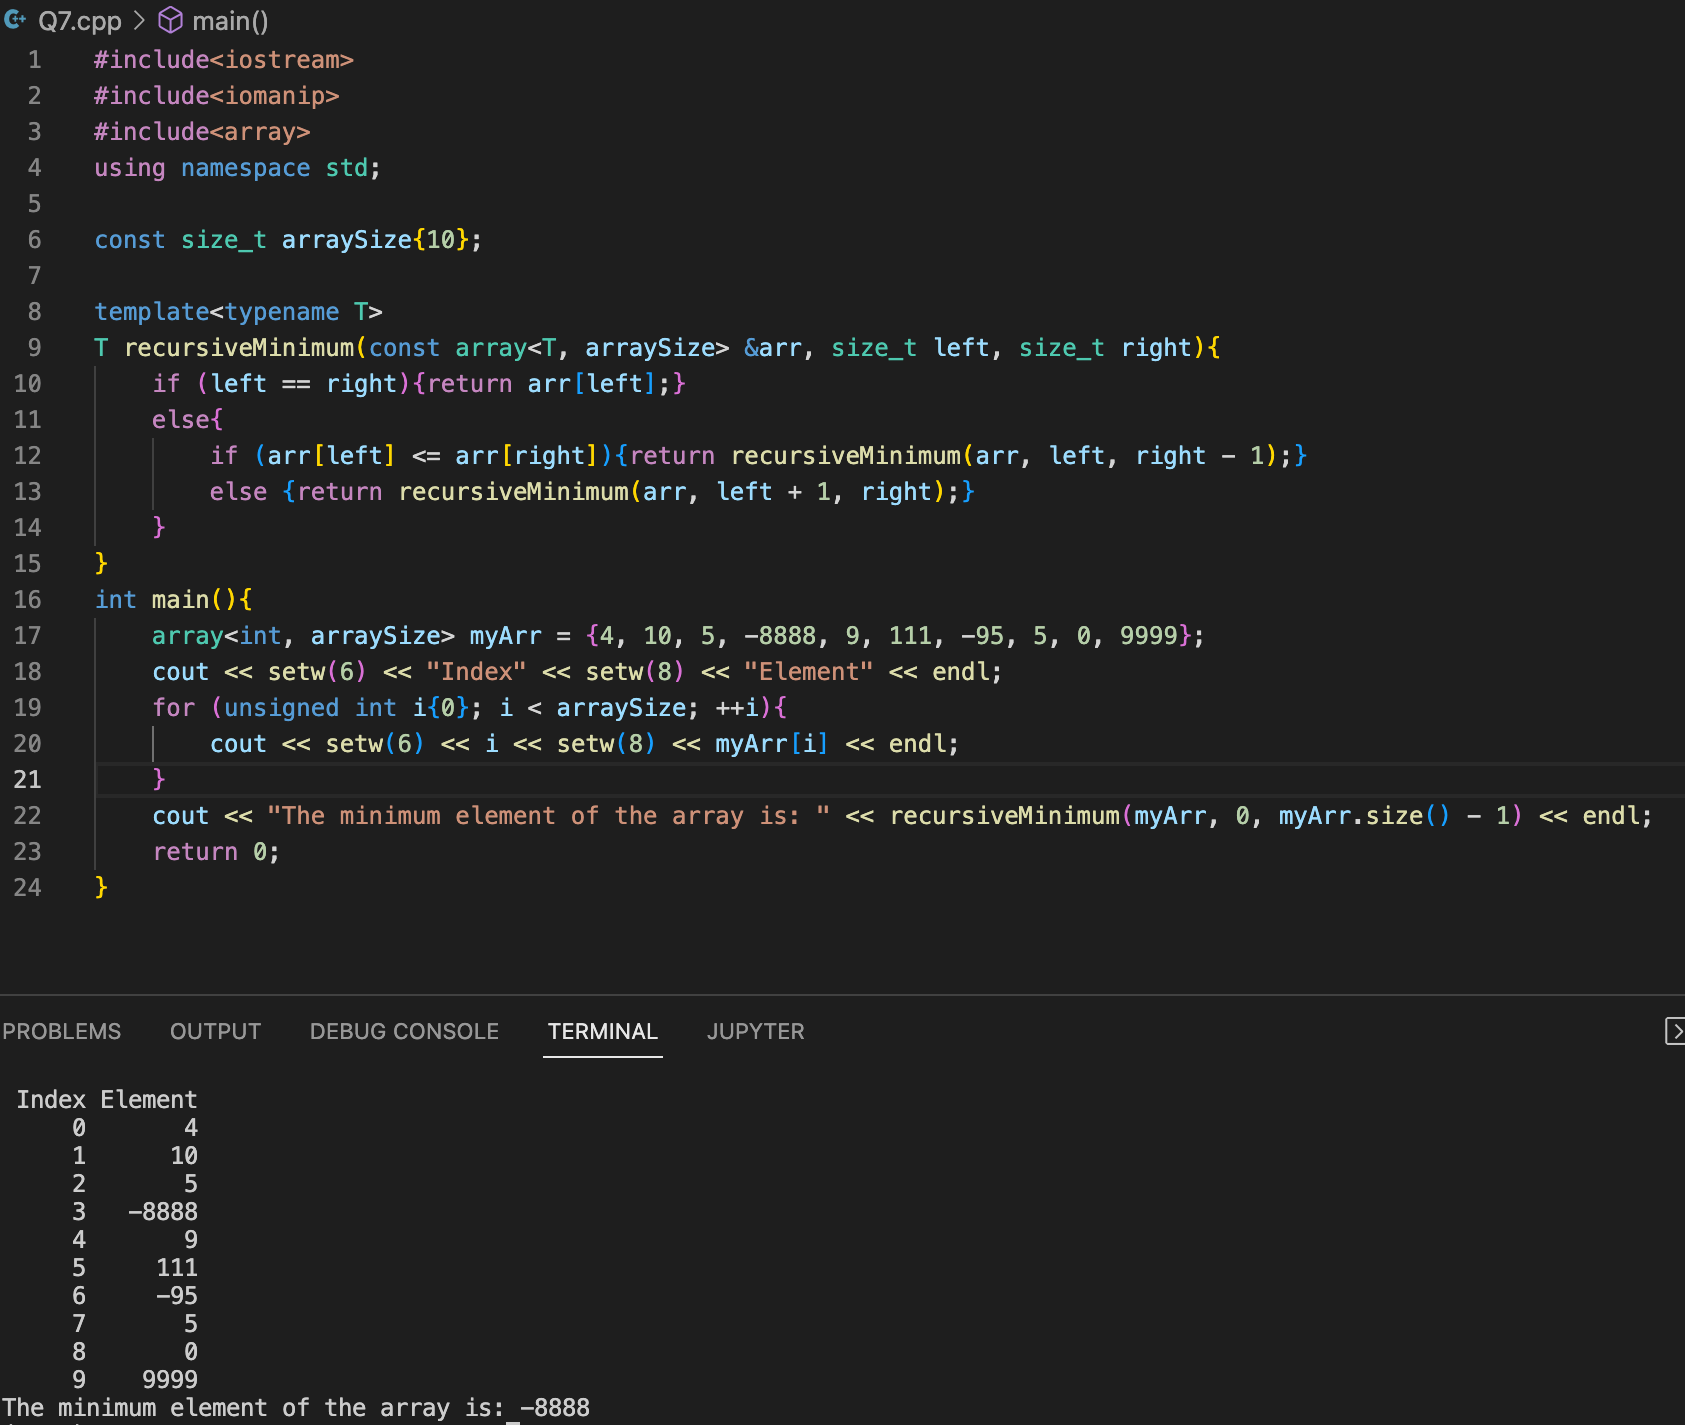 Q7.cpp > main()
1 #include<iostream>
2 #include<iomanip>
3 #include<array>
4 using namespace std;
5
6 const size_t arraySize{10};
7
8 template<typename T>
9 T recursiveMinimum(const array<T, arraySize> &arr, size_t left, size_t right){
10     if (left == right){return arr[left];}
11     else{
12         if (arr[left] <= arr[right]){return recursiveMinimum(arr, left, right - 1);}
13         else {return recursiveMinimum(arr, left + 1, right);}
14     }
15 }
16 int main(){
17     array<int, arraySize> myArr = {4, 10, 5, -8888, 9, 111, -95, 5, 0, 9999};
18     cout << setw(6) << "Index" << setw(8) << "Element" << endl;
19     for (unsigned int i{0}; i < arraySize; ++i){
20         cout << setw(6) << i << setw(8) << myArr[i] << endl;
21     }
22     cout << "The minimum element of the array is: " << recursiveMinimum(myArr, 0, myArr.size() - 1) << endl;
23     return 0;
24 }
PROBLEMS OUTPUT DEBUG CONSOLE TERMINAL JUPYTER
Index Element
0 4
1 10
2 5
3 -8888
4 9
5 111
6 -95
7 5
8 0
9 9999
The minimum element of the array is: -8888